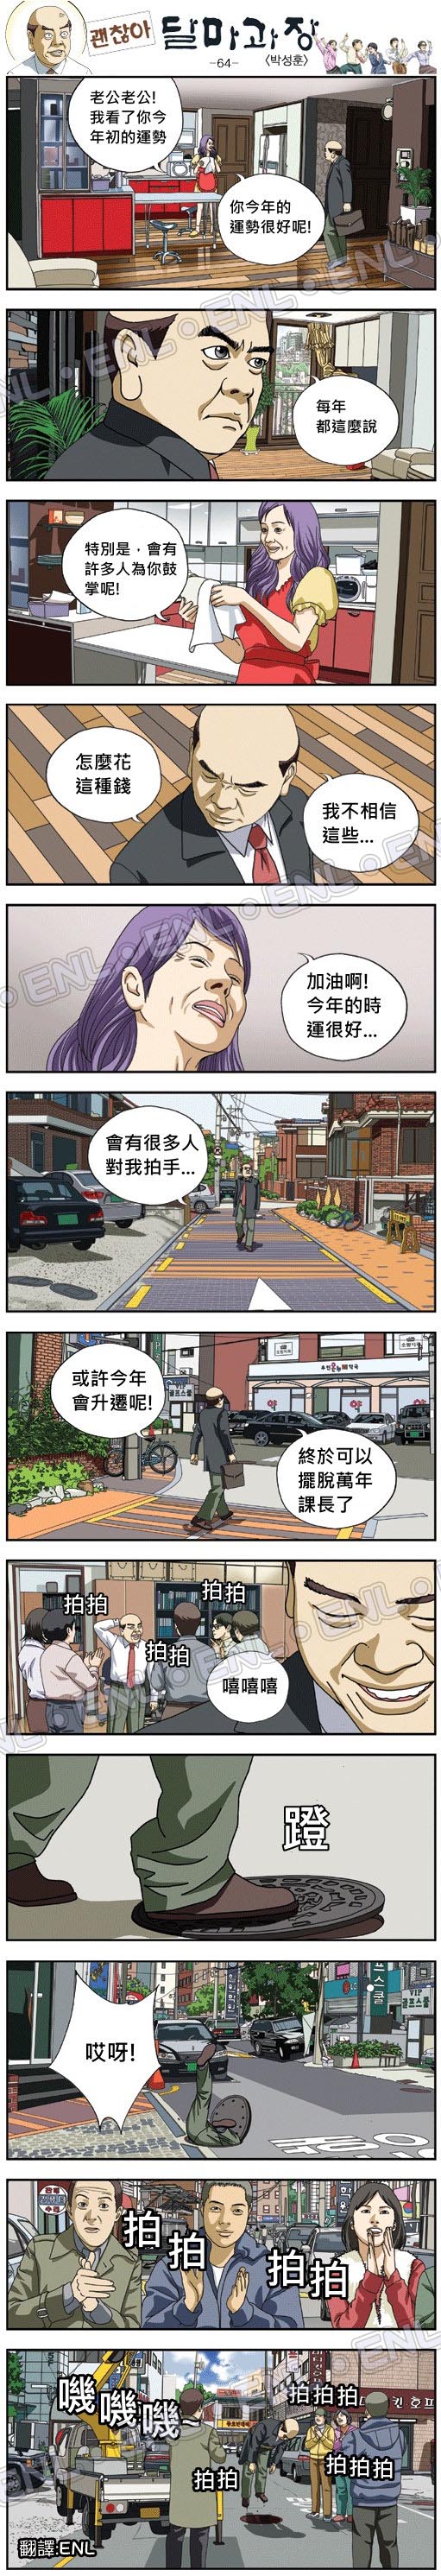 괜찮아
달마과장
-64-
〈박성훈〉
老公老公!
我看了你今
年初的運勢
你今年的
運勢很好呢!
每年
都這麼說
特別是,會有
許多人為你鼓
掌呢!
怎麼花
這種錢
我不相信
這些...
加油啊!
今年的時
運很好...
會有很多人
對我拍手...
或許今年
會升遷呢!
終於可以
擺脫萬年
課長了
拍拍
拍拍
拍拍
嘻嘻嘻
蹬
哎呀!
拍
拍
拍
拍
嘰嘰嘰~
拍拍拍
拍拍
拍拍拍
翻譯:ENL
ENL